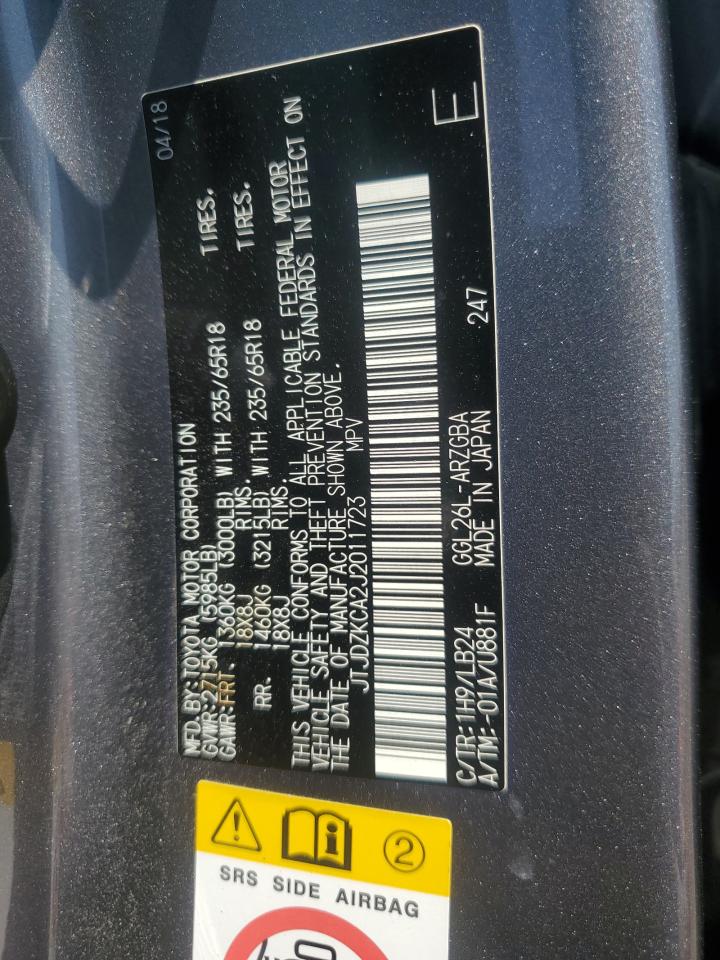 MFD.BY:TOYOTA MOTOR CORPORATION 04/18
GVWR:2715KG (5985LB)
GAWR:FRT. 1360KG (3000LB) WITH 235/65R18 TIRES,
18X8J RIMS.
RR. 1460KG (3215LB) WITH 235/65R18 TIRES.
18X8J RIMS.
THIS VEHICLE CONFORMS TO ALL APPLICABLE FEDERAL MOTOR
VEHICLE SAFETY AND THEFT PREVENTION STANDARDS IN EFFECT ON
THE DATE OF MANUFACTURE SHOWN ABOVE.
JTJDZKCA2J2011723 MPV
C/TR:1H9/LB24 GGL26L-ARZGBA
A/TM:-01A/U881F MADE IN JAPAN 247
E
2
SRS SIDE AIRBAG